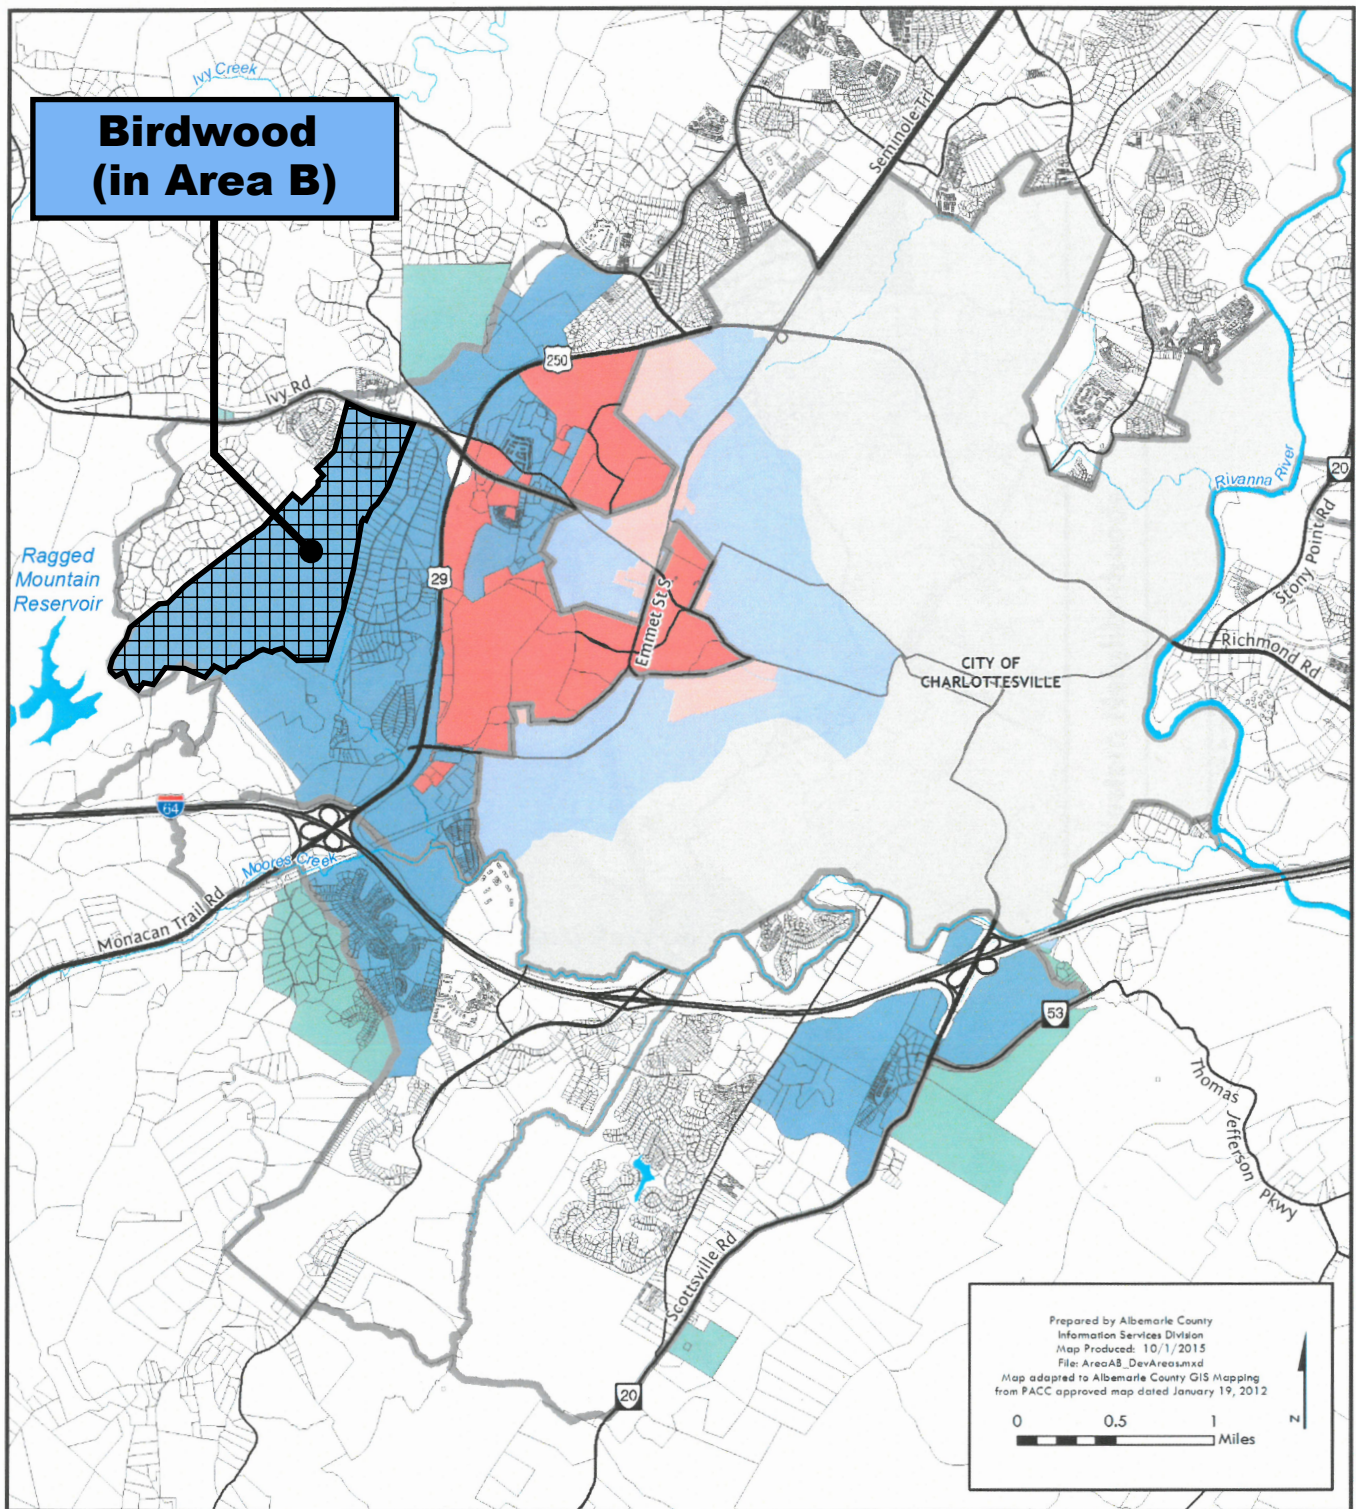 Ivy Creek
Birdwood
(in Area B)
Seminole Trl
250
Ivy Rd
Rivanna River
20
Stony Point Rd
Ragged
Mountain
Reservoir
29
Emmet St S
Richmond Rd
CITY OF
CHARLOTTESVILLE
64
Moores Creek
Monacan Trail Rd
53
Thomas Jefferson Pkwy
Scottsville Rd
20
Prepared by Albemarle County
Information Services Division
Map Produced: 10/1/2015
File: AreaAB_DevAreas.mxd
Map adapted to Albemarle County GIS Mapping
from PACC approved map dated January 19, 2012
0 0.5 1
Miles
N